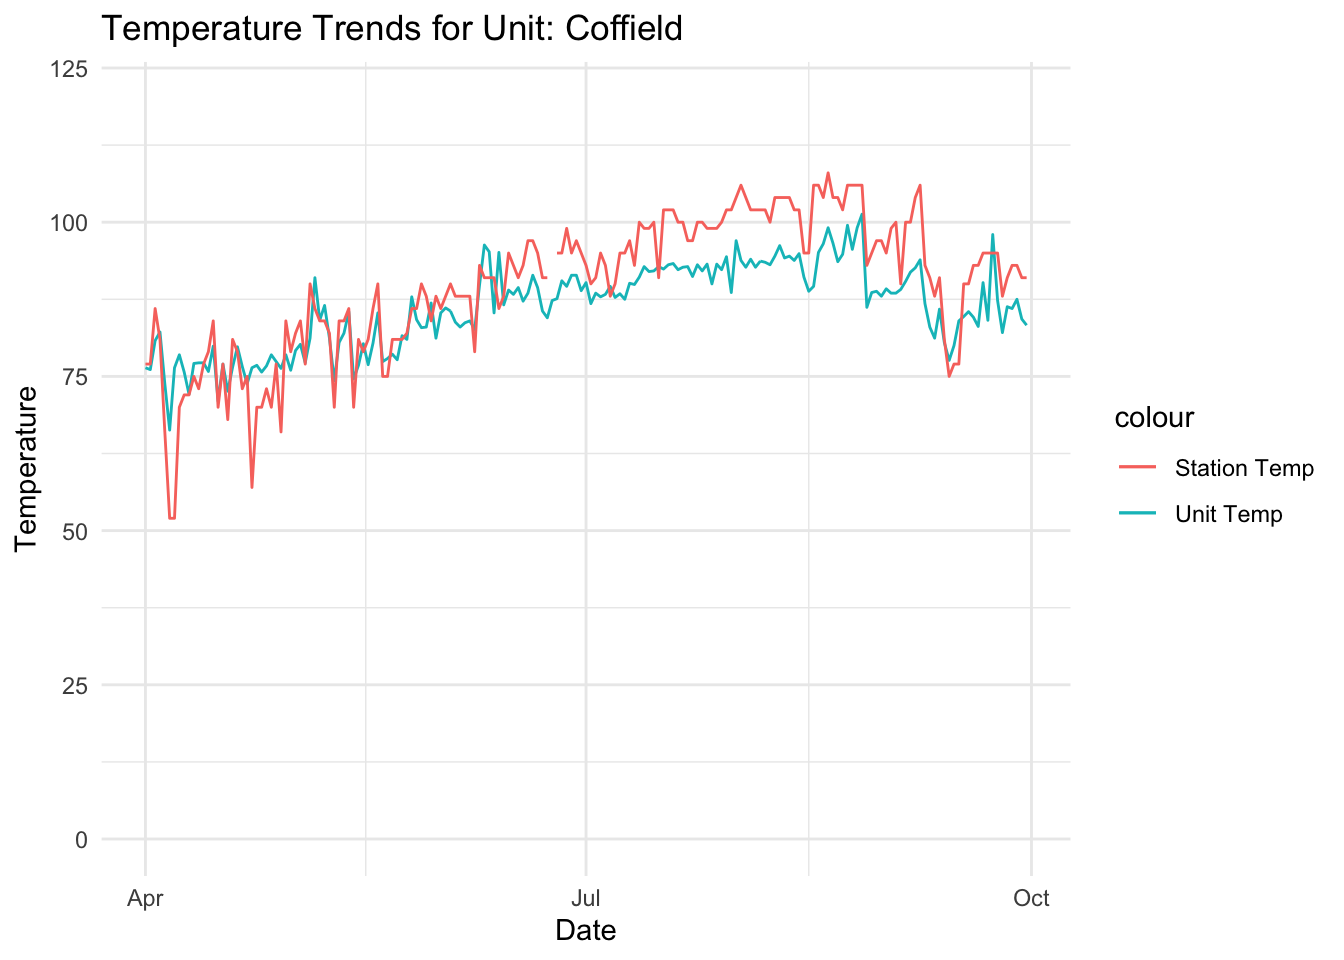 Temperature Trends for Unit: Coffield
125
100
75
50
25
0
Temperature
Apr
Jul
Oct
Date
colour
Station Temp
Unit Temp